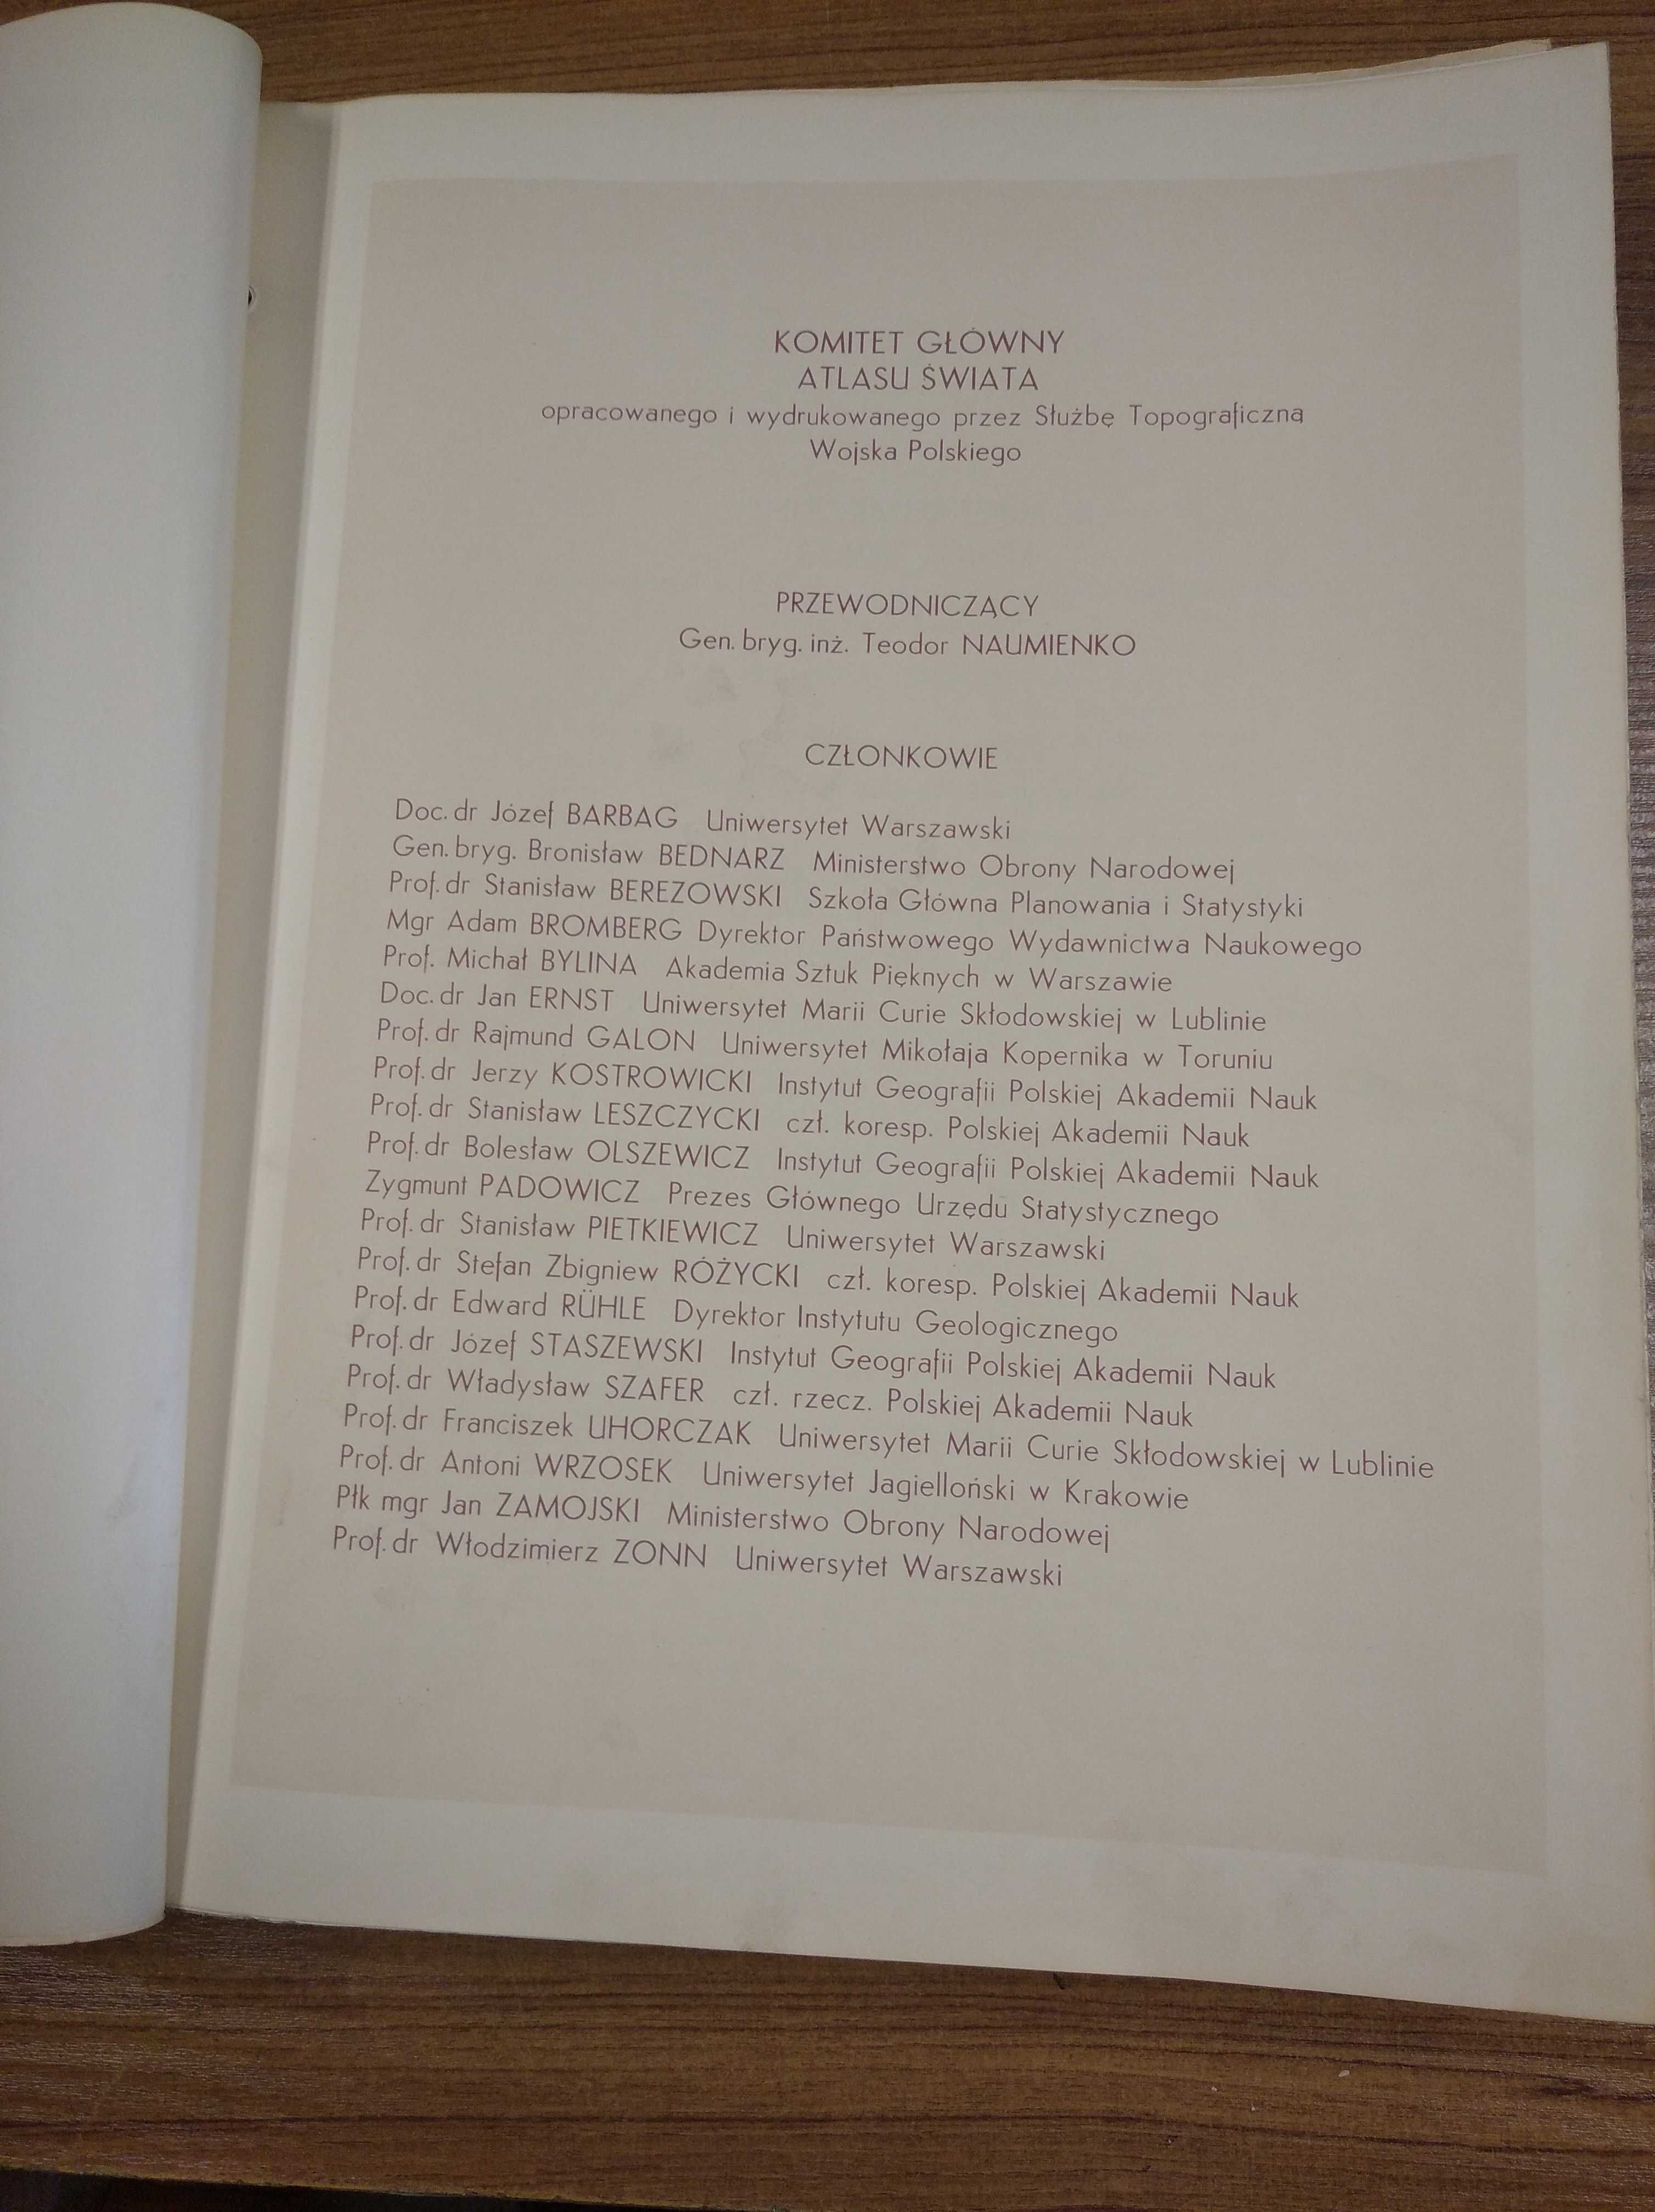 KOMITET GŁÓWNY
ATLASU ŚWIATA
opracowanego i wydrukowanego przez Służbę Topograficzną
Wojska Polskiego
PRZEWODNICZĄCY
Gen. bryg. inż. Teodor NAUMIENKO
CZŁONKOWIE
Doc. dr Józef BARBAG Uniwersytet Warszawski
Gen. bryg. Bronisław BEDNARZ Ministerstwo Obrony Narodowej
Prof. dr Stanisław BEREZOWSKI Szkoła Główna Planowania i Statystyki
Mgr Adam BROMBERG Dyrektor Państwowego Wydawnictwa Naukowego
Prof. Michał BYLINA Akademia Sztuk Pięknych w Warszawie
Doc. dr Jan ERNST Uniwersytet Marii Curie Skłodowskiej w Lublinie
Prof. dr Rajmund GALON Uniwersytet Mikołaja Kopernika w Toruniu
Prof. dr Jerzy KOSTROWICKI Instytut Geografii Polskiej Akademii Nauk
Prof. dr Stanisław LESZCZYCKI czł. koresp. Polskiej Akademii Nauk
Prof. dr Bolesław OLSZEWICZ Instytut Geografii Polskiej Akademii Nauk
Zygmunt PADOWICZ Prezes Głównego Urzędu Statystycznego
Prof. dr Stanisław PIETKIEWICZ Uniwersytet Warszawski
Prof. dr Stefan Zbigniew RÓŻYCKI czł. koresp. Polskiej Akademii Nauk
Prof. dr Edward RÜHLE Dyrektor Instytutu Geologicznego
Prof. dr Józef STASZEWSKI Instytut Geografii Polskiej Akademii Nauk
Prof. dr Władysław SZAFER czł. rzecz. Polskiej Akademii Nauk
Prof. dr Franciszek UHORCZAK Uniwersytet Marii Curie Skłodowskiej w Lublinie
Prof. dr Antoni WRZOSEK Uniwersytet Jagielloński w Krakowie
Płk mgr Jan ZAMOJSKI Ministerstwo Obrony Narodowej
Prof. dr Włodzimierz ZONN Uniwersytet Warszawski